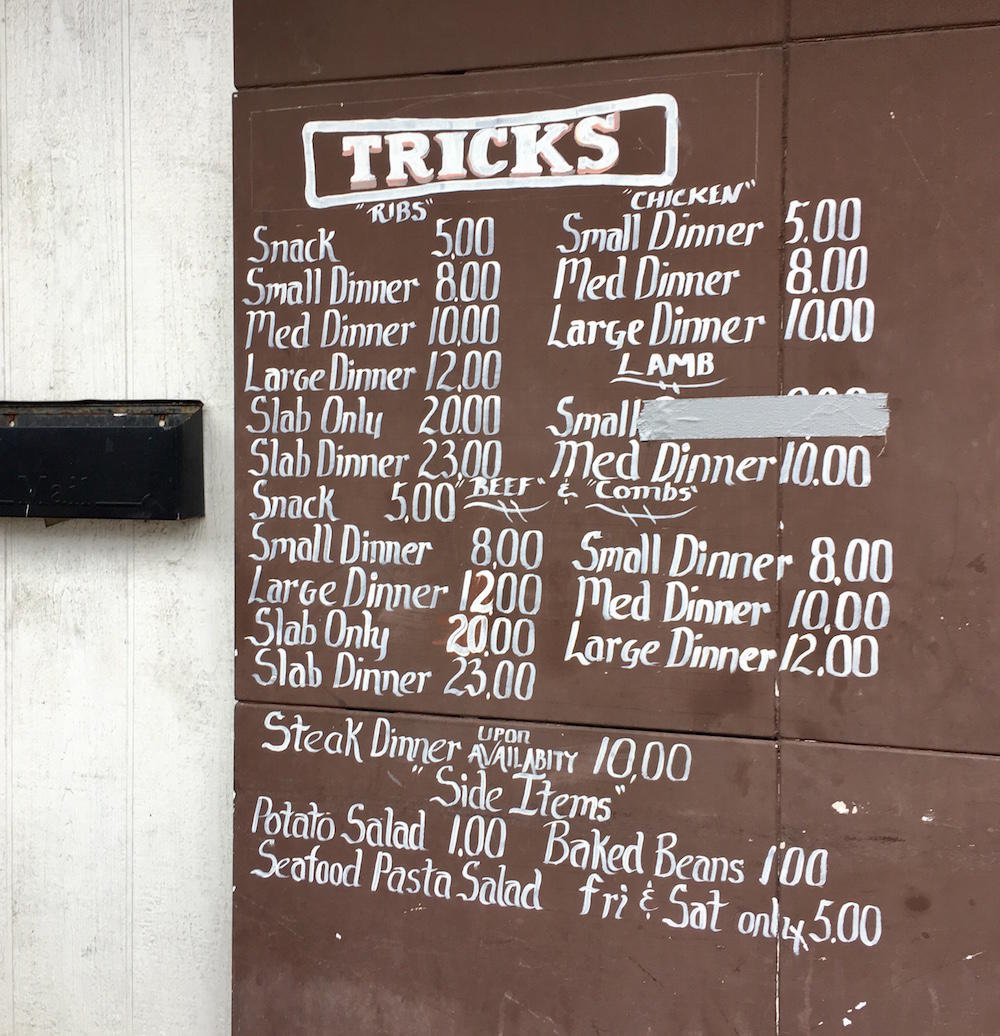 TRICKS
"RIBS"
Snack 5.00
Small Dinner 8.00
Med Dinner 10.00
Large Dinner 12.00
Slab Only 20.00
Slab Dinner 23.00
"CHICKEN"
Small Dinner 5.00
Med Dinner 8.00
Large Dinner 10.00
LAMB
Small
Med Dinner 10.00
"BEEF" & "Combs"
Snack 5.00
Small Dinner 8.00
Large Dinner 12.00
Slab Only 20.00
Slab Dinner 23.00
Small Dinner 8.00
Med Dinner 10.00
Large Dinner 12.00
Steak Dinner UPON AVAILABITY 10.00
"Side Items"
Potato Salad 1.00 Baked Beans 1.00
Seafood Pasta Salad fri & Sat only 5.00
Mail